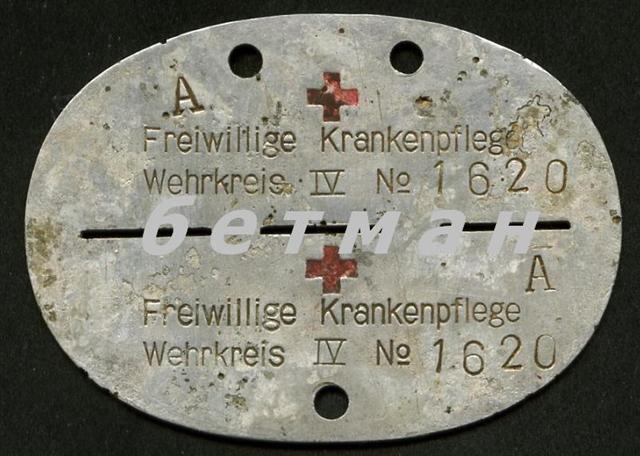 A
Freiwillige Krankenpflege
Wehrkreis IV № 1620
бетман
A
Freiwillige Krankenpflege
Wehrkreis IV № 1620